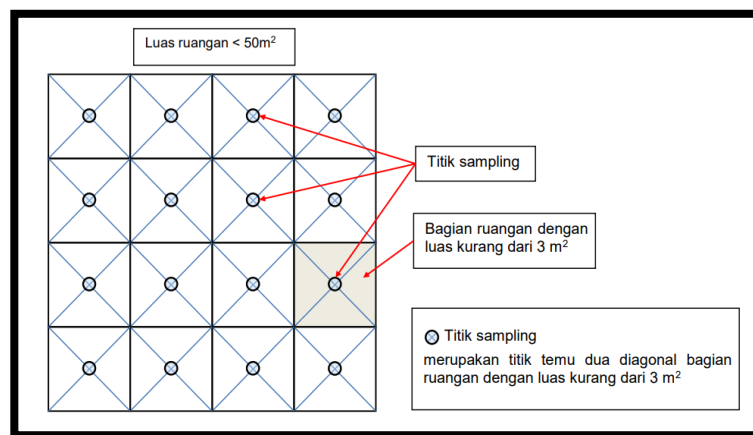 Luas ruangan < 50m²
Titik sampling
Bagian ruangan dengan
luas kurang dari 3 m²
Titik sampling
merupakan titik temu dua diagonal bagian
ruangan dengan luas kurang dari 3 m²